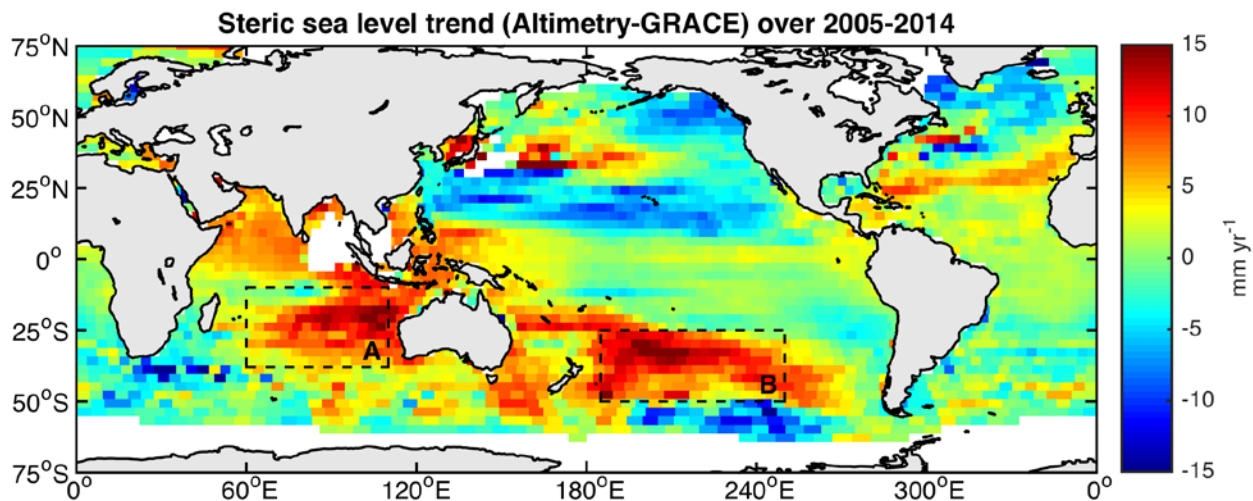 Steric sea level trend (Altimetry-GRACE) over 2005-2014
75°N
50°N
25°N
0°
25°S
50°S
75°S
0° 60°E 120°E 180°E 240°E 300°E 0°
A
B
15
10
5
0
-5
-10
-15
mm yr⁻¹